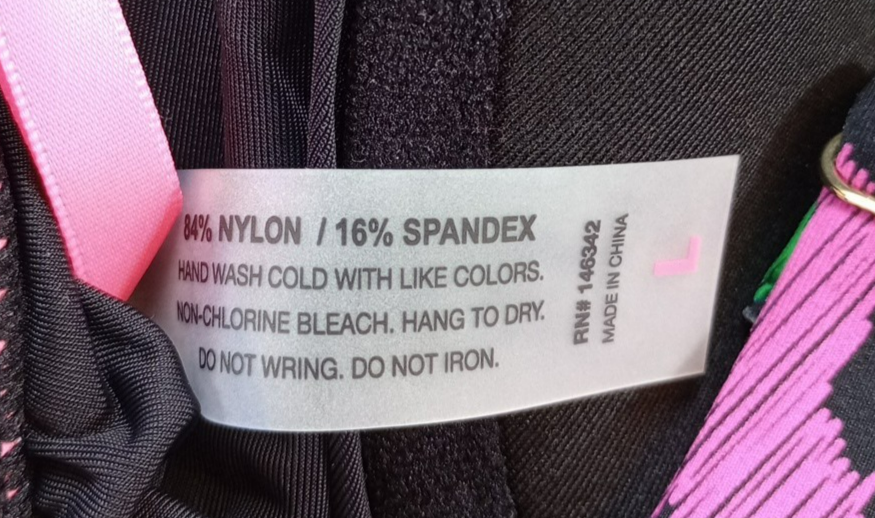 84% NYLON / 16% SPANDEX
HAND WASH COLD WITH LIKE COLORS.
NON-CHLORINE BLEACH. HANG TO DRY.
DO NOT WRING. DO NOT IRON.
RN# 146342
MADE IN CHINA
L